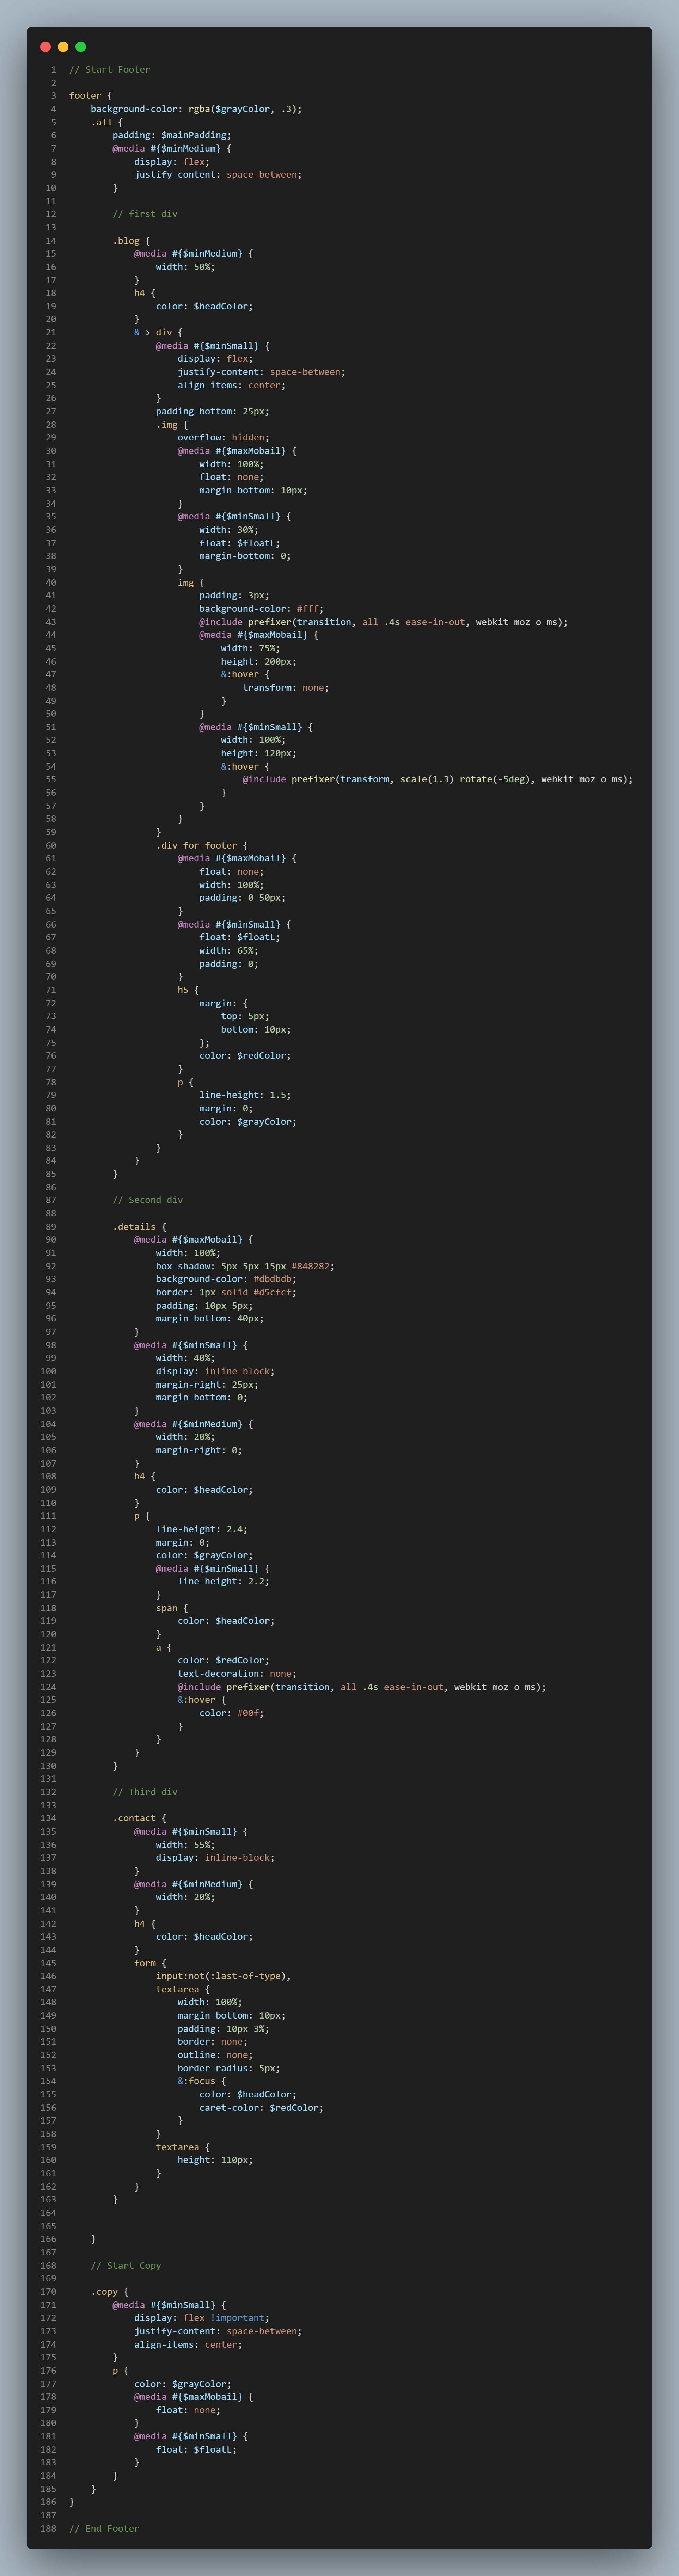 1 // Start Footer
2
3 footer {
4     background-color: rgba($grayColor, .3);
5     .all {
6         padding: $mainPadding;
7         @media #{$minMedium} {
8             display: flex;
9             justify-content: space-between;
10         }
11
12         // first div
13
14         .blog {
15             @media #{$minMedium} {
16                 width: 50%;
17             }
18             h4 {
19                 color: $headColor;
20             }
21             & > div {
22                 @media #{$minSmall} {
23                     display: flex;
24                     justify-content: space-between;
25                     align-items: center;
26                 }
27                 padding-bottom: 25px;
28                 .img {
29                     overflow: hidden;
30                     @media #{$maxMobail} {
31                         width: 100%;
32                         float: none;
33                         margin-bottom: 10px;
34                     }
35                     @media #{$minSmall} {
36                         width: 30%;
37                         float: $floatL;
38                         margin-bottom: 0;
39                     }
40                     img {
41                         padding: 3px;
42                         background-color: #fff;
43                         @include prefixer(transition, all .4s ease-in-out, webkit moz o ms);
44                         @media #{$maxMobail} {
45                             width: 75%;
46                             height: 200px;
47                             &:hover {
48                                 transform: none;
49                             }
50                         }
51                         @media #{$minSmall} {
52                             width: 100%;
53                             height: 120px;
54                             &:hover {
55                                 @include prefixer(transform, scale(1.3) rotate(-5deg), webkit moz o ms);
56                             }
57                         }
58                     }
59                 }
60                 .div-for-footer {
61                     @media #{$maxMobail} {
62                         float: none;
63                         width: 100%;
64                         padding: 0 50px;
65                     }
66                     @media #{$minSmall} {
67                         float: $floatL;
68                         width: 65%;
69                         padding: 0;
70                     }
71                     h5 {
72                         margin: {
73                             top: 5px;
74                             bottom: 10px;
75                         };
76                         color: $redColor;
77                     }
78                     p {
79                         line-height: 1.5;
80                         margin: 0;
81                         color: $grayColor;
82                     }
83                 }
84             }
85         }
86
87         // Second div
88
89         .details {
90             @media #{$maxMobail} {
91                 width: 100%;
92                 box-shadow: 5px 5px 15px #848282;
93                 background-color: #dbdbdb;
94                 border: 1px solid #d5cfcf;
95                 padding: 10px 5px;
96                 margin-bottom: 40px;
97             }
98             @media #{$minSmall} {
99                 width: 40%;
100                 display: inline-block;
101                 margin-right: 25px;
102                 margin-bottom: 0;
103             }
104             @media #{$minMedium} {
105                 width: 20%;
106                 margin-right: 0;
107             }
108             h4 {
109                 color: $headColor;
110             }
111             p {
112                 line-height: 2.4;
113                 margin: 0;
114                 color: $grayColor;
115                 @media #{$minSmall} {
116                     line-height: 2.2;
117                 }
118                 span {
119                     color: $headColor;
120                 }
121                 a {
122                     color: $redColor;
123                     text-decoration: none;
124                     @include prefixer(transition, all .4s ease-in-out, webkit moz o ms);
125                     &:hover {
126                         color: #00f;
127                     }
128                 }
129             }
130         }
131
132         // Third div
133
134         .contact {
135             @media #{$minSmall} {
136                 width: 55%;
137                 display: inline-block;
138             }
139             @media #{$minMedium} {
140                 width: 20%;
141             }
142             h4 {
143                 color: $headColor;
144             }
145             form {
146                 input:not(:last-of-type),
147                 textarea {
148                     width: 100%;
149                     margin-bottom: 10px;
150                     padding: 10px 3%;
151                     border: none;
152                     outline: none;
153                     border-radius: 5px;
154                     &:focus {
155                         color: $headColor;
156                         caret-color: $redColor;
157                     }
158                 }
159                 textarea {
160                     height: 110px;
161                 }
162             }
163         }
164
165
166     }
167
168     // Start Copy
169
170     .copy {
171         @media #{$minSmall} {
172             display: flex !important;
173             justify-content: space-between;
174             align-items: center;
175         }
176         p {
177             color: $grayColor;
178             @media #{$maxMobail} {
179                 float: none;
180             }
181             @media #{$minSmall} {
182                 float: $floatL;
183             }
184         }
185     }
186 }
187
188 // End Footer